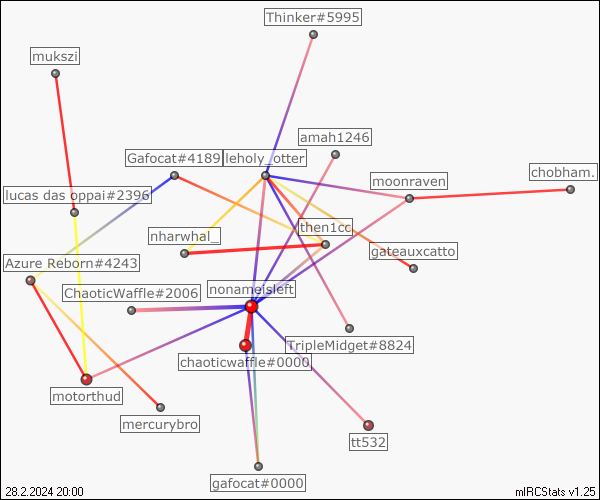 Thinker#5995
mukszi
amah1246
Gafocat#4189
leholy_otter
chobham.
moonraven
lucas das oppai#2396
then1cc
nharwhal_
gateauxcatto
Azure Reborn#4243
nonameisleft
ChaoticWaffle#2006
TripleMidget#8824
chaoticwaffle#0000
motorthud
mercurybro
tt532
gafocat#0000
28.2.2024 20:00
mIRCStats v1.25